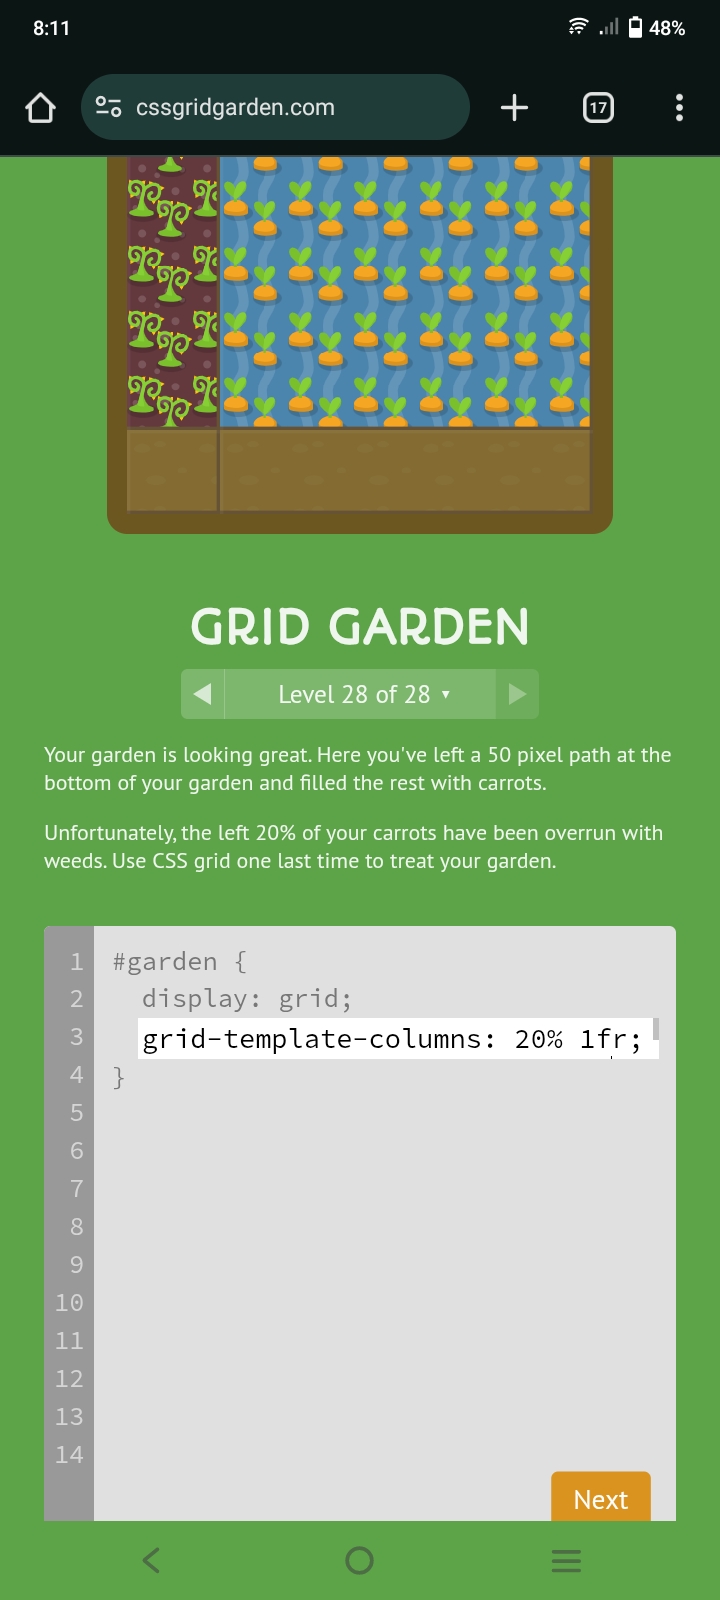 8:11
48%
cssgridgarden.com
17
GRID GARDEN
Level 28 of 28
Your garden is looking great. Here you've left a 50 pixel path at the
bottom of your garden and filled the rest with carrots.
Unfortunately, the left 20% of your carrots have been overrun with
weeds. Use CSS grid one last time to treat your garden.
1 #garden {
2 display: grid;
3 grid-template-columns: 20% 1fr;
4 }
5
6
7
8
9
10
11
12
13
14
Next